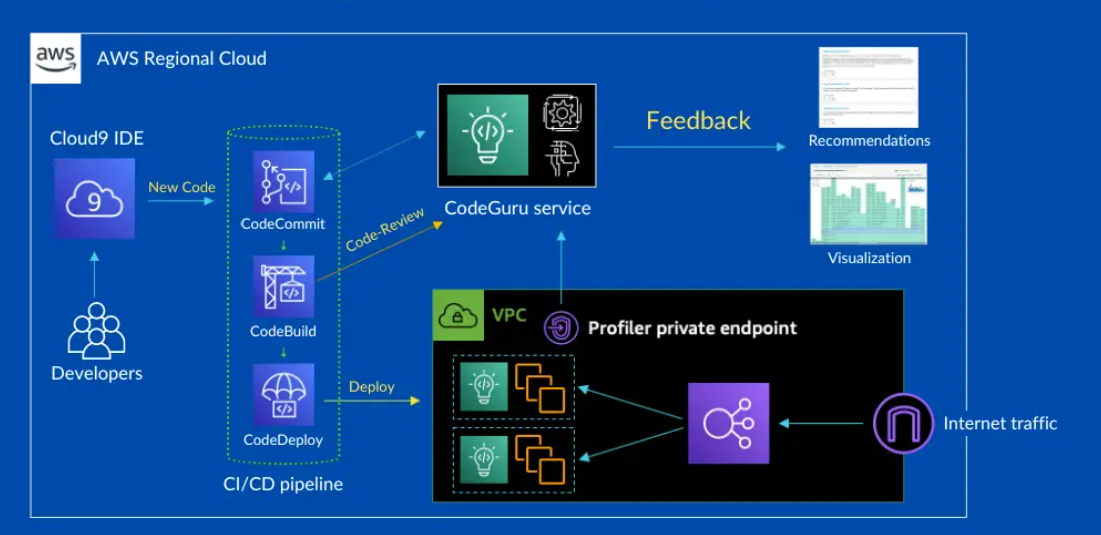 aws
AWS Regional Cloud
Cloud9 IDE
9
New Code
Developers
CodeCommit
CodeBuild
CodeDeploy
CI/CD pipeline
Code-Review
Deploy
CodeGuru service
Feedback
Recommendations
Visualization
VPC
Profiler private endpoint
Internet traffic